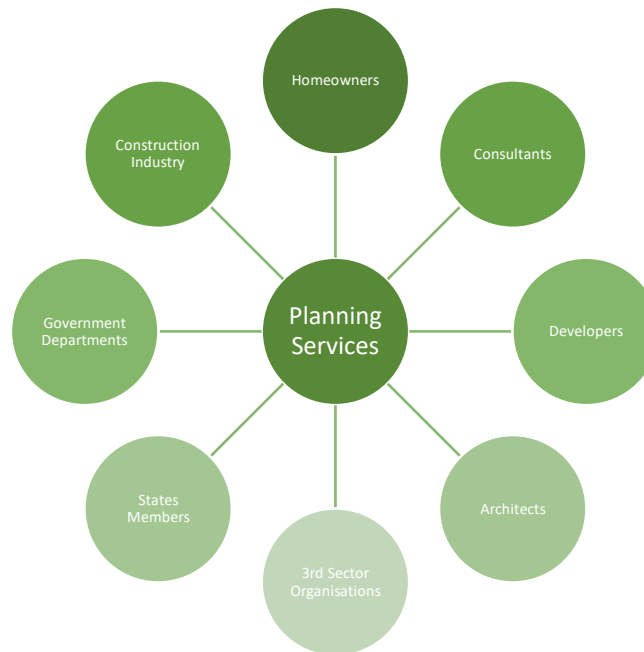 Homeowners
Construction
Industry
Consultants
Government
Departments
Planning
Services
Developers
States
Members
Architects
3rd Sector
Organisations